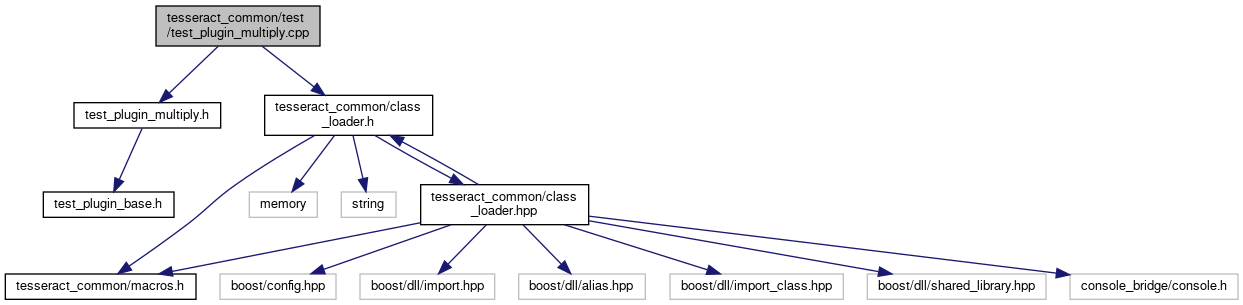 tesseract_common/test
/test_plugin_multiply.cpp
test_plugin_multiply.h
tesseract_common/class
_loader.h
test_plugin_base.h
memory
string
tesseract_common/class
_loader.hpp
tesseract_common/macros.h
boost/config.hpp
boost/dll/import.hpp
boost/dll/alias.hpp
boost/dll/import_class.hpp
boost/dll/shared_library.hpp
console_bridge/console.h